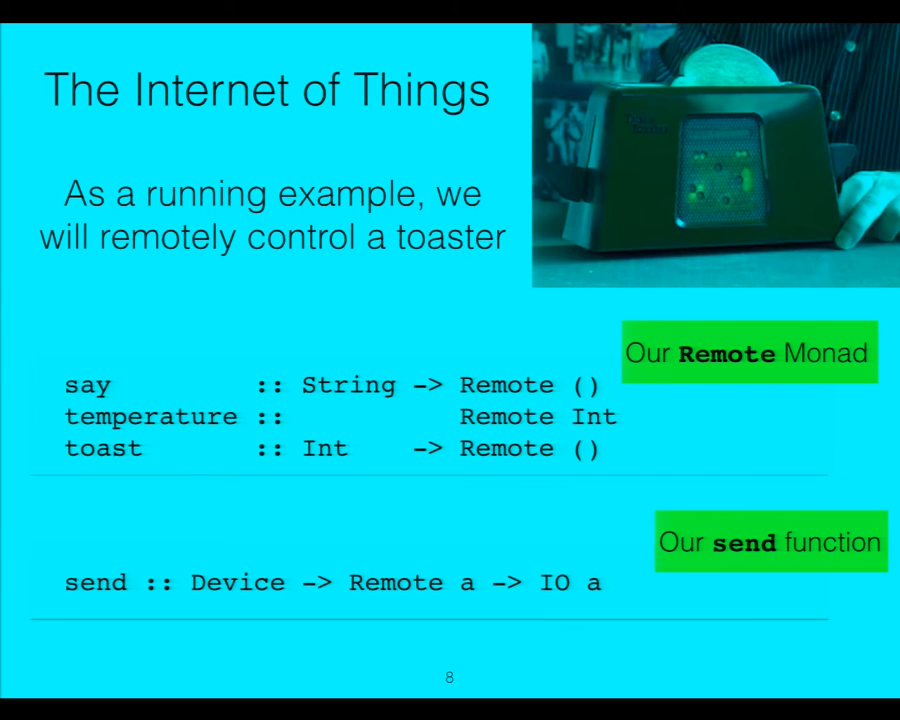 The Internet of Things
As a running example, we
will remotely control a toaster
Our Remote Monad
say :: String -> Remote ()
temperature :: Remote Int
toast :: Int -> Remote ()
Our send function
send :: Device -> Remote a -> IO a
8